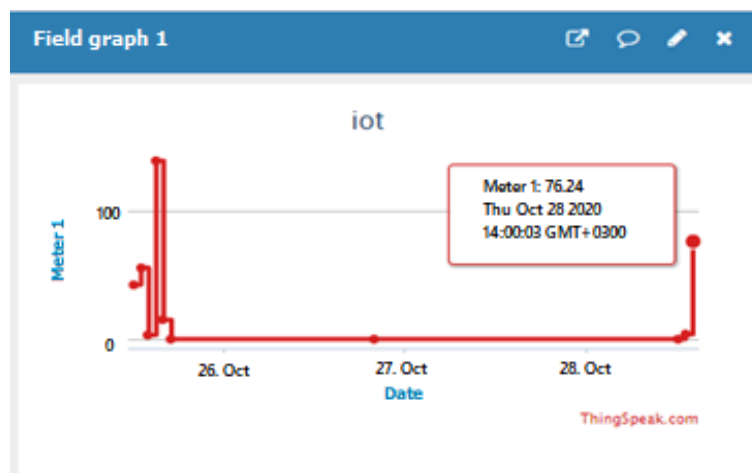 Field graph 1
iot
Meter 1: 76.24
Thu Oct 28 2020
14:00:03 GMT+0300
Meter 1
100
0
26. Oct
27. Oct
28. Oct
Date
ThingSpeak.com